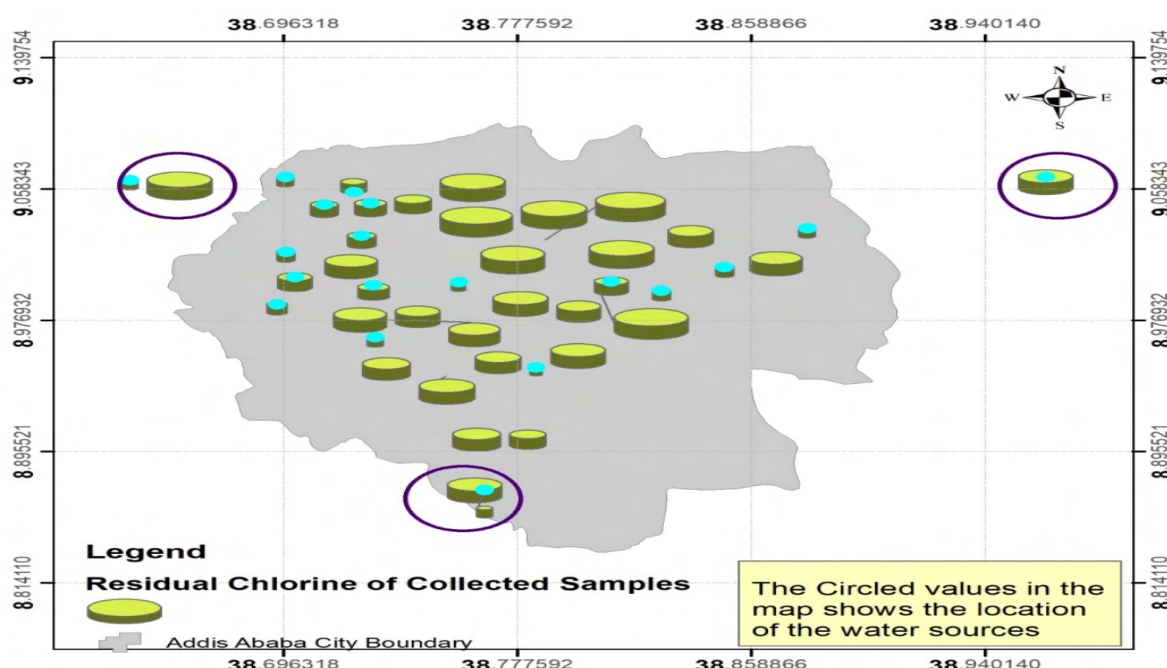 38.696318 38.777592 38.858866 38.940140
9.139754 9.139754
N
W E
S
9.058343 9.058343
8.976932 8.976932
8.895521 8.895521
Legend
Residual Chlorine of Collected Samples
8.814110 8.814110
The Circled values in the
map shows the location
of the water sources
Addis Ababa City Boundary
38.696318 38.777592 38.858866 38.940140